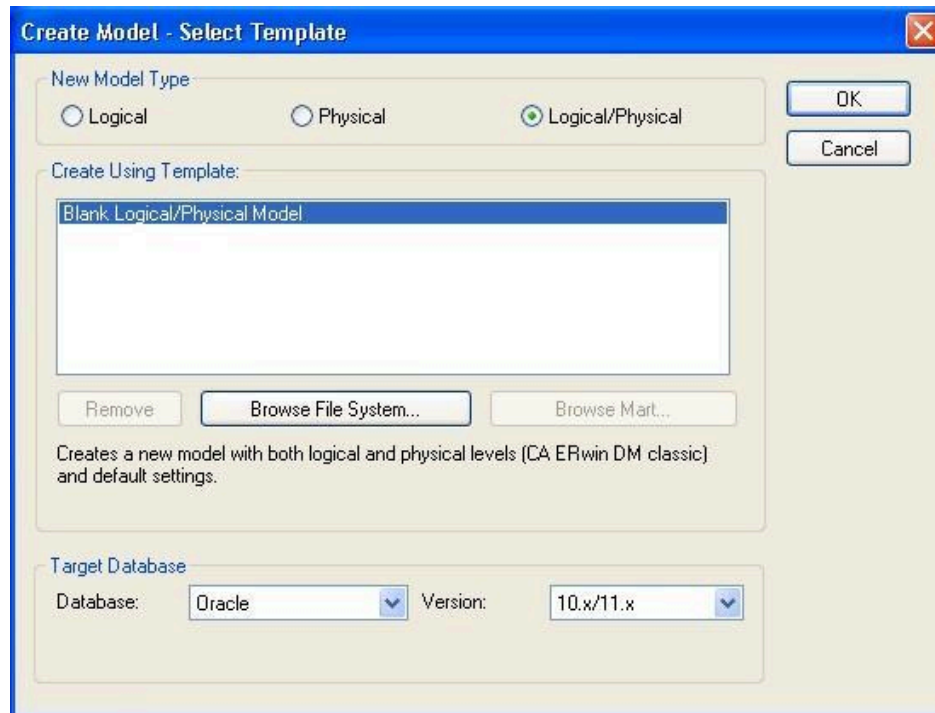 Create Model - Select Template
New Model Type
Logical
Physical
Logical/Physical
OK
Cancel
Create Using Template:
Blank Logical/Physical Model
Remove
Browse File System...
Browse Mart...
Creates a new model with both logical and physical levels (CA ERwin DM classic)
and default settings.
Target Database
Database:
Oracle
Version:
10.x/11.x